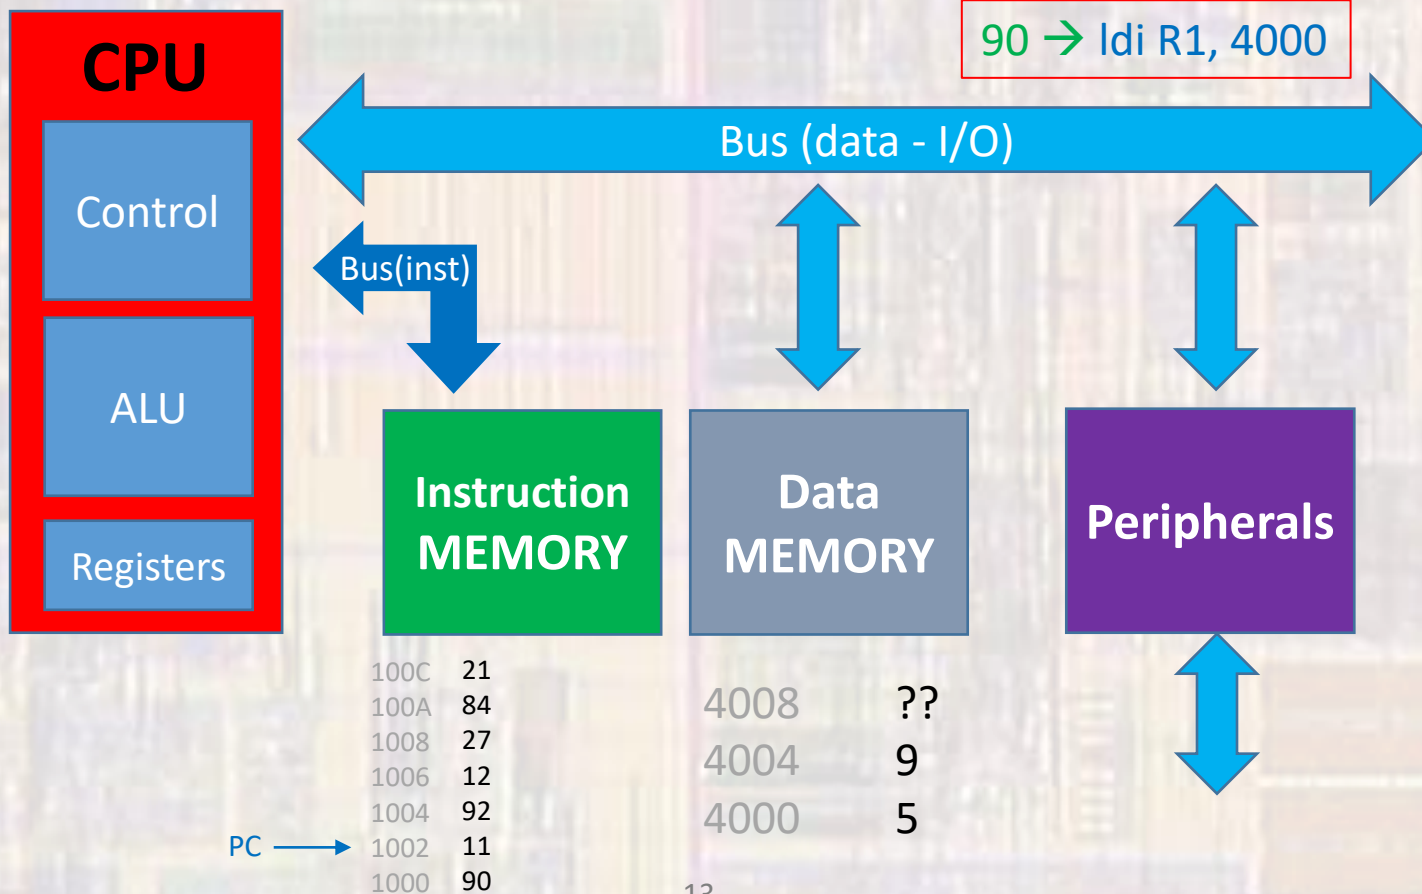 CPU
90 → ldi R1, 4000
Bus (data - I/O)
Control
Bus(inst)
ALU
Registers
Instruction
MEMORY
Data
MEMORY
Peripherals
100C 21
100A 84
1008 27
1006 12
1004 92
PC → 1002 11
1000 90
4008 ??
4004 9
4000 5
13